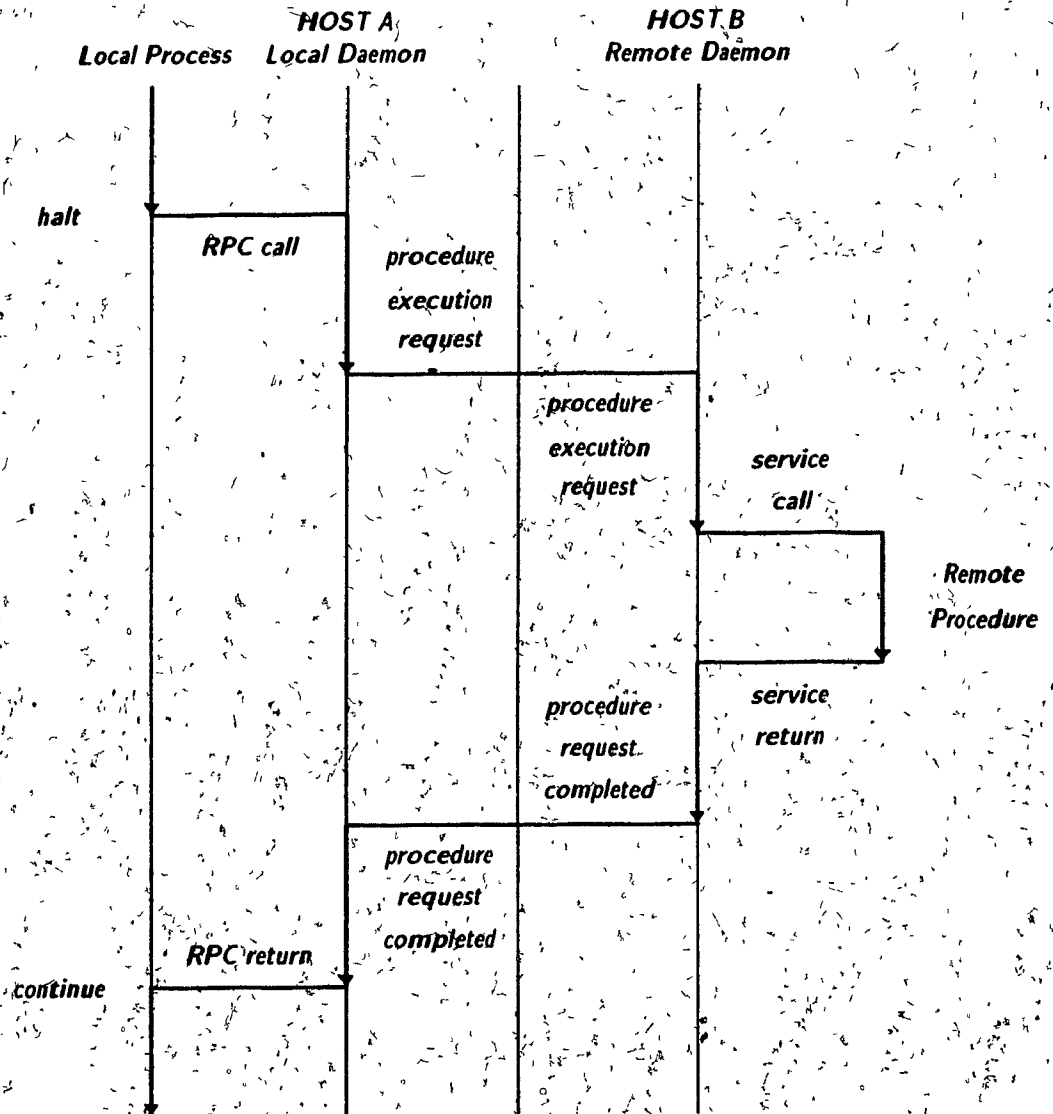 HOST A
HOST B
Local Process
Local Daemon
Remote Daemon
halt
RPC call
procedure
execution
request
procedure
execution
request
service
call
Remote
Procedure
service
return
procedure
request
completed
procedure
request
completed
RPC return
continue